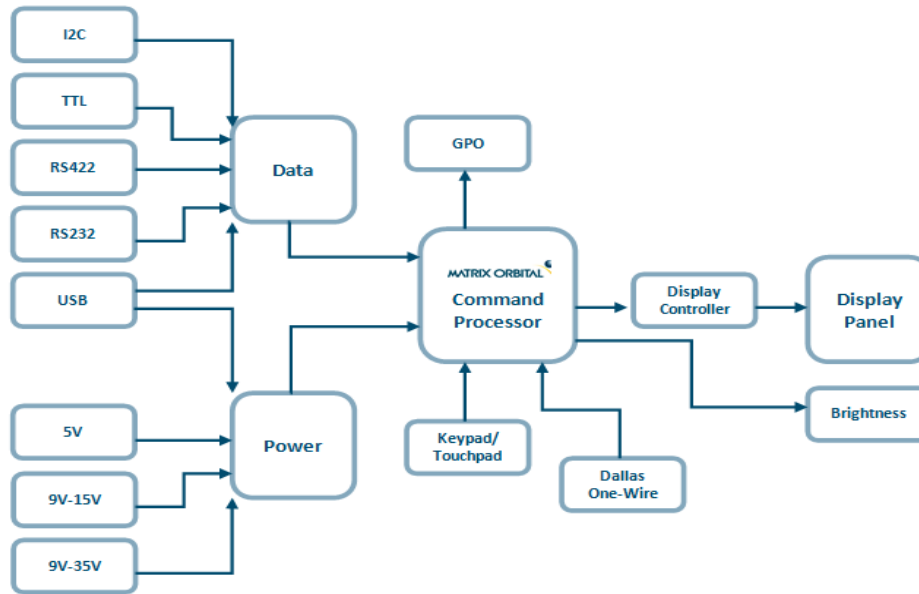 I2C
TTL
RS422
RS232
USB
Data
GPO
MATRIX ORBITAL
Command
Processor
Display
Controller
Display
Panel
Brightness
5V
9V-15V
9V-35V
Power
Keypad/
Touchpad
Dallas
One-Wire